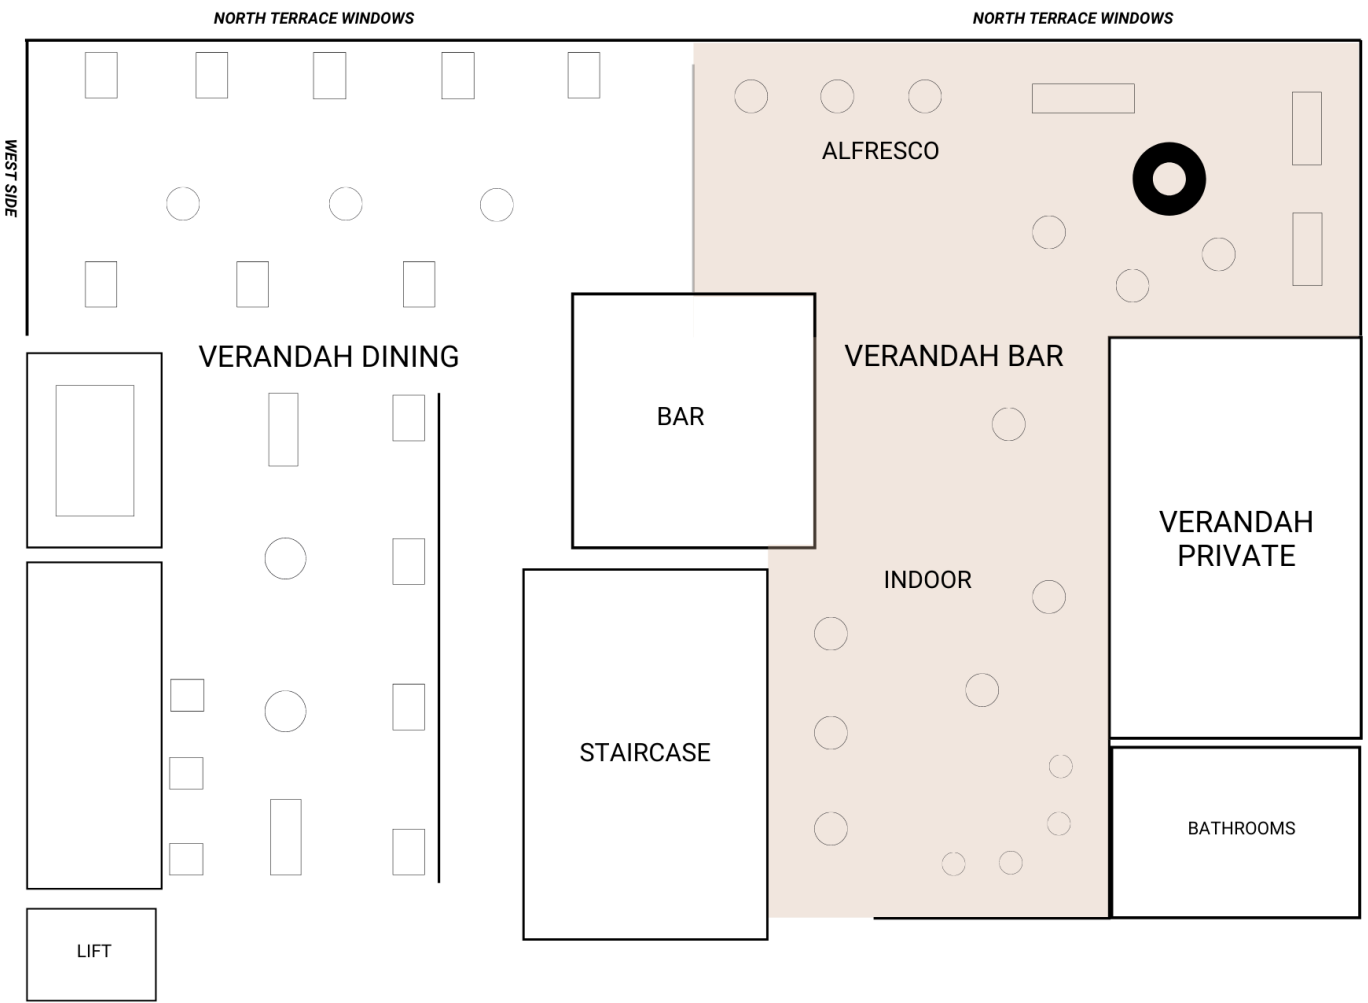 NORTH TERRACE WINDOWS
NORTH TERRACE WINDOWS
WEST SIDE
ALFRESCO
VERANDAH DINING
VERANDAH BAR
BAR
VERANDAH
PRIVATE
INDOOR
STAIRCASE
BATHROOMS
LIFT